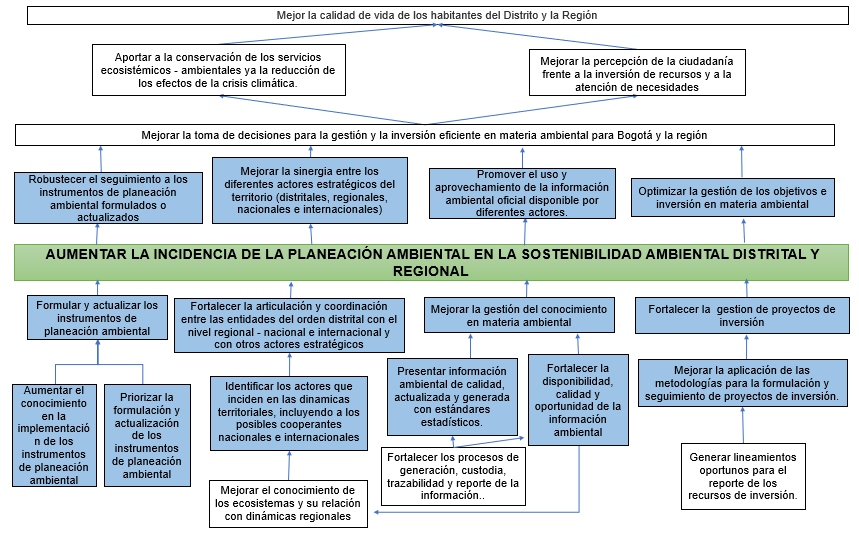 Mejor la calidad de vida de los habitantes del Distrito y la Región
Aportar a la conservación de los servicios
ecosistémicos - ambientales ya la reducción de
los efectos de la crisis climática.
Mejorar la percepción de la ciudadanía
frente a la inversión de recursos y a la
atención de necesidades
Mejorar la toma de decisiones para la gestión y la inversión eficiente en materia ambiental para Bogotá y la región
Robustecer el seguimiento a los
instrumentos de planeación
ambiental formulados o
actualizados
Mejorar la sinergia entre los
diferentes actores estratégicos del
territorio (distritales, regionales,
nacionales e internacionales)
Promover el uso y
aprovechamiento de la información
ambiental oficial disponible por
diferentes actores.
Optimizar la gestión de los objetivos e
inversión en materia ambiental
AUMENTAR LA INCIDENCIA DE LA PLANEACIÓN AMBIENTAL EN LA SOSTENIBILIDAD AMBIENTAL DISTRITAL Y
REGIONAL
Formular y actualizar los
instrumentos de
planeación ambiental
Fortalecer la articulación y coordinación
entre las entidades del orden distrital con el
nivel regional - nacional e internacional y
con otros actores estratégicos
Mejorar la gestión del conocimiento
en materia ambiental
Fortalecer la gestion de proyectos de
inversión
Aumentar el
conocimiento
en la
implementació
n de los
instrumentos
de planeación
ambiental
Priorizar la
formulación y
actualización
de los
instrumentos
de planeación
ambiental
Identificar los actores que
inciden en las dinamicas
territoriales, incluyendo a los
posibles cooperantes
nacionales e internacionales
Presentar información
ambiental de calidad,
actualizada y generada
con estándares
estadísticos.
Fortalecer la
disponibilidad,
calidad y
oportunidad de la
información
ambiental
Mejorar la aplicación de las
metodologías para la formulación y
seguimiento de proyectos de inversión.
Fortalecer los procesos de
generación, custodia,
trazabilidad y reporte de la
información..
Mejorar el conocimiento de
los ecosistemas y su relación
con dinámicas regionales
Generar lineamientos
oportunos para el
reporte de los
recursos de inversión.